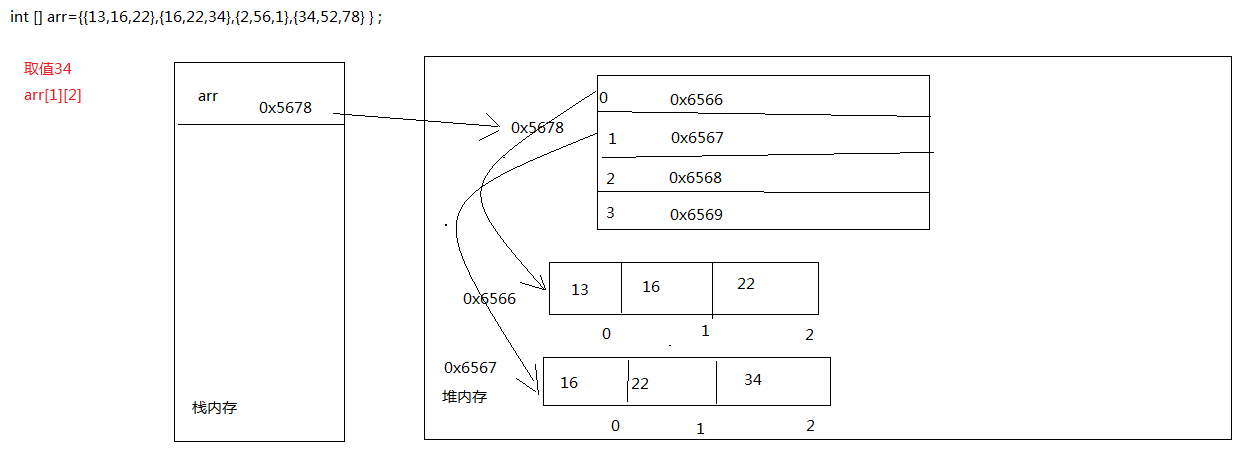 int [] arr={{13,16,22},{16,22,34},{2,56,1},{34,52,78} } ;
取值34
arr[1][2]
arr
0x5678
0x5678
0 0x6566
1 0x6567
2 0x6568
3 0x6569
0x6566
13 16 22
0 1 2
0x6567
16 22 34
0 1 2
堆内存
栈内存